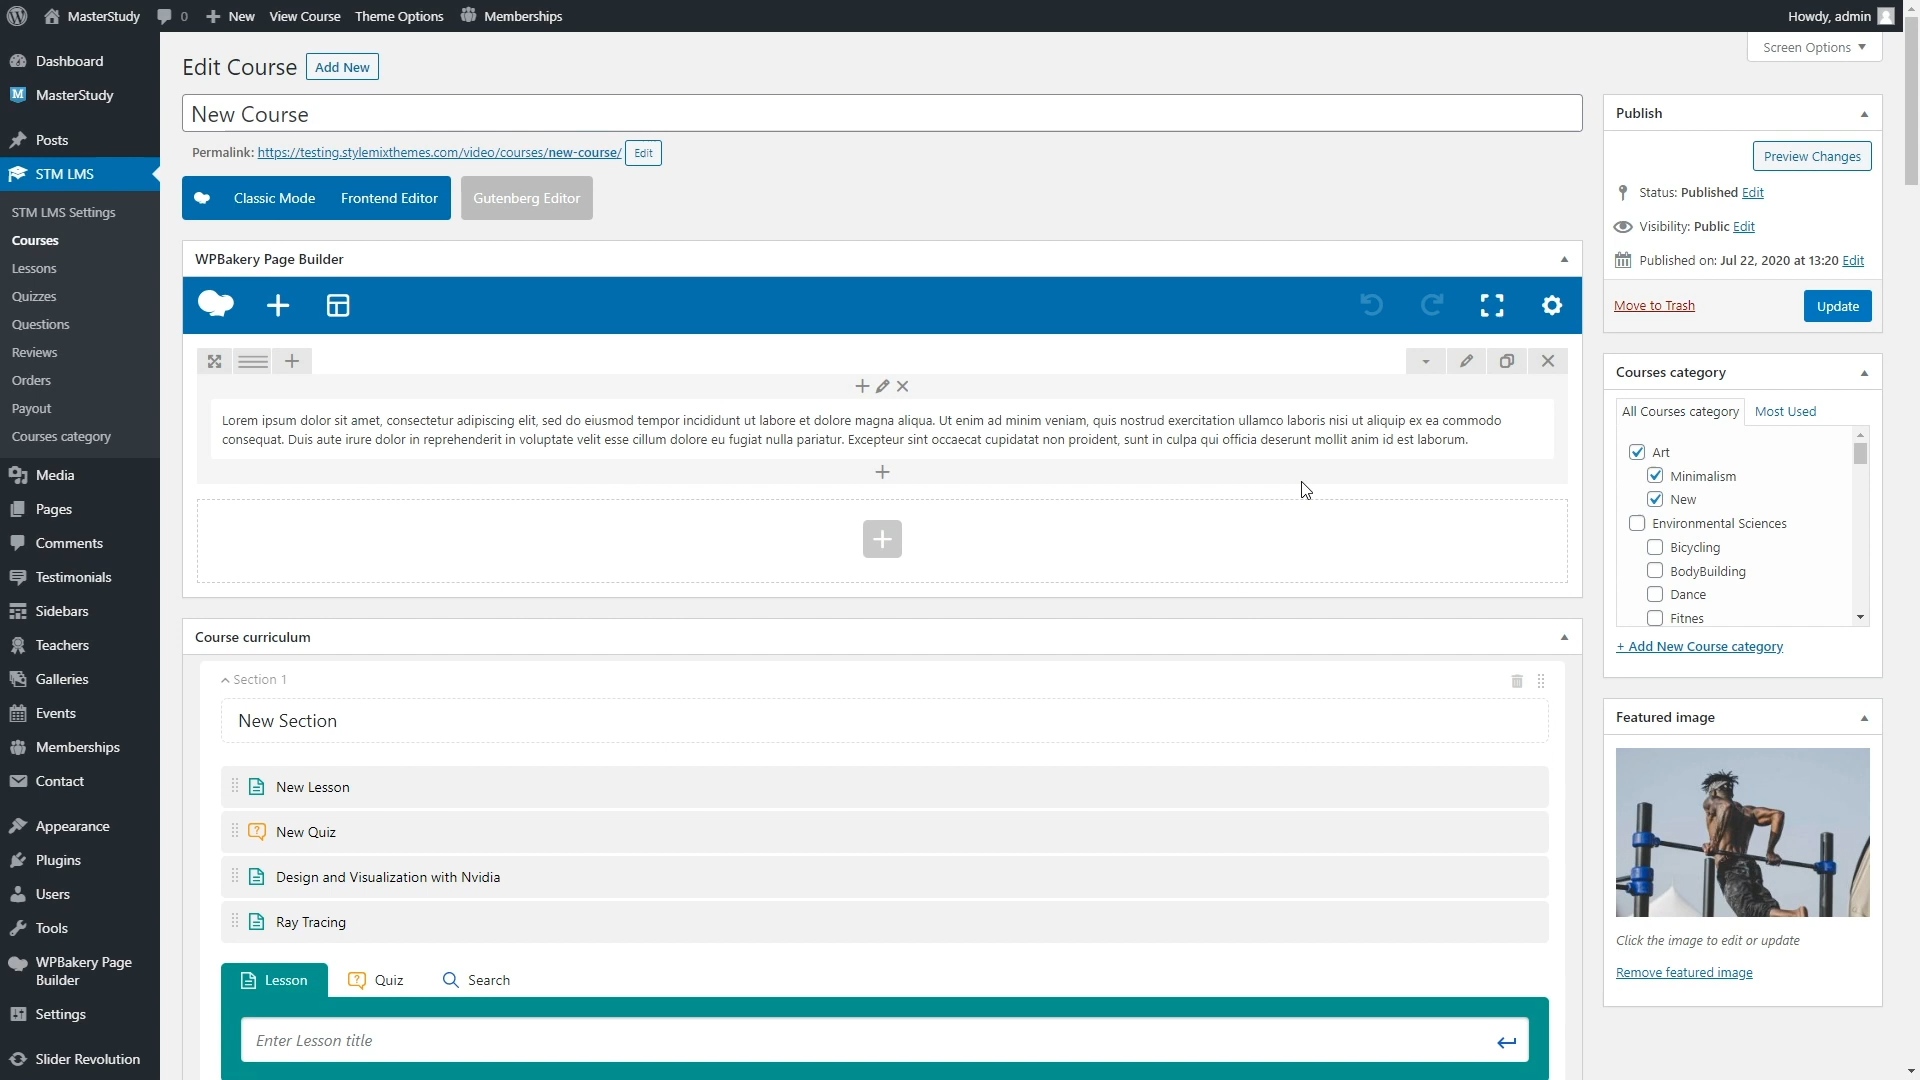 MasterStudy 0 New View Course Theme Options Memberships Howdy, admin
Screen Options
Dashboard
MasterStudy
Posts
STM LMS
STM LMS Settings
Courses
Lessons
Quizzes
Questions
Reviews
Orders
Payout
Courses category
Media
Pages
Comments
Testimonials
Sidebars
Teachers
Galleries
Events
Memberships
Contact
Appearance
Plugins
Users
Tools
WPBakery Page
Builder
Settings
Slider Revolution
Edit Course Add New
New Course
Permalink: https://testing.stylemixthemes.com/video/courses/new-course/ Edit
Classic Mode Frontend Editor Gutenberg Editor
WPBakery Page Builder
Lorem ipsum dolor sit amet, consectetur adipiscing elit, sed do eiusmod tempor incididunt ut labore et dolore magna aliqua. Ut enim ad minim veniam, quis nostrud exercitation ullamco laboris nisi ut aliquip ex ea commodo
consequat. Duis aute irure dolor in reprehenderit in voluptate velit esse cillum dolore eu fugiat nulla pariatur. Excepteur sint occaecat cupidatat non proident, sunt in culpa qui officia deserunt mollit anim id est laborum.
Course curriculum
Section 1
New Section
New Lesson
New Quiz
Design and Visualization with Nvidia
Ray Tracing
Lesson Quiz Search
Enter Lesson title
Publish
Preview Changes
Status: Published Edit
Visibility: Public Edit
Published on: Jul 22, 2020 at 13:20 Edit
Move to Trash Update
Courses category
All Courses category Most Used
Art
Minimalism
New
Environmental Sciences
Bicycling
BodyBuilding
Dance
Fitnes
+ Add New Course category
Featured image
Click the image to edit or update
Remove featured image